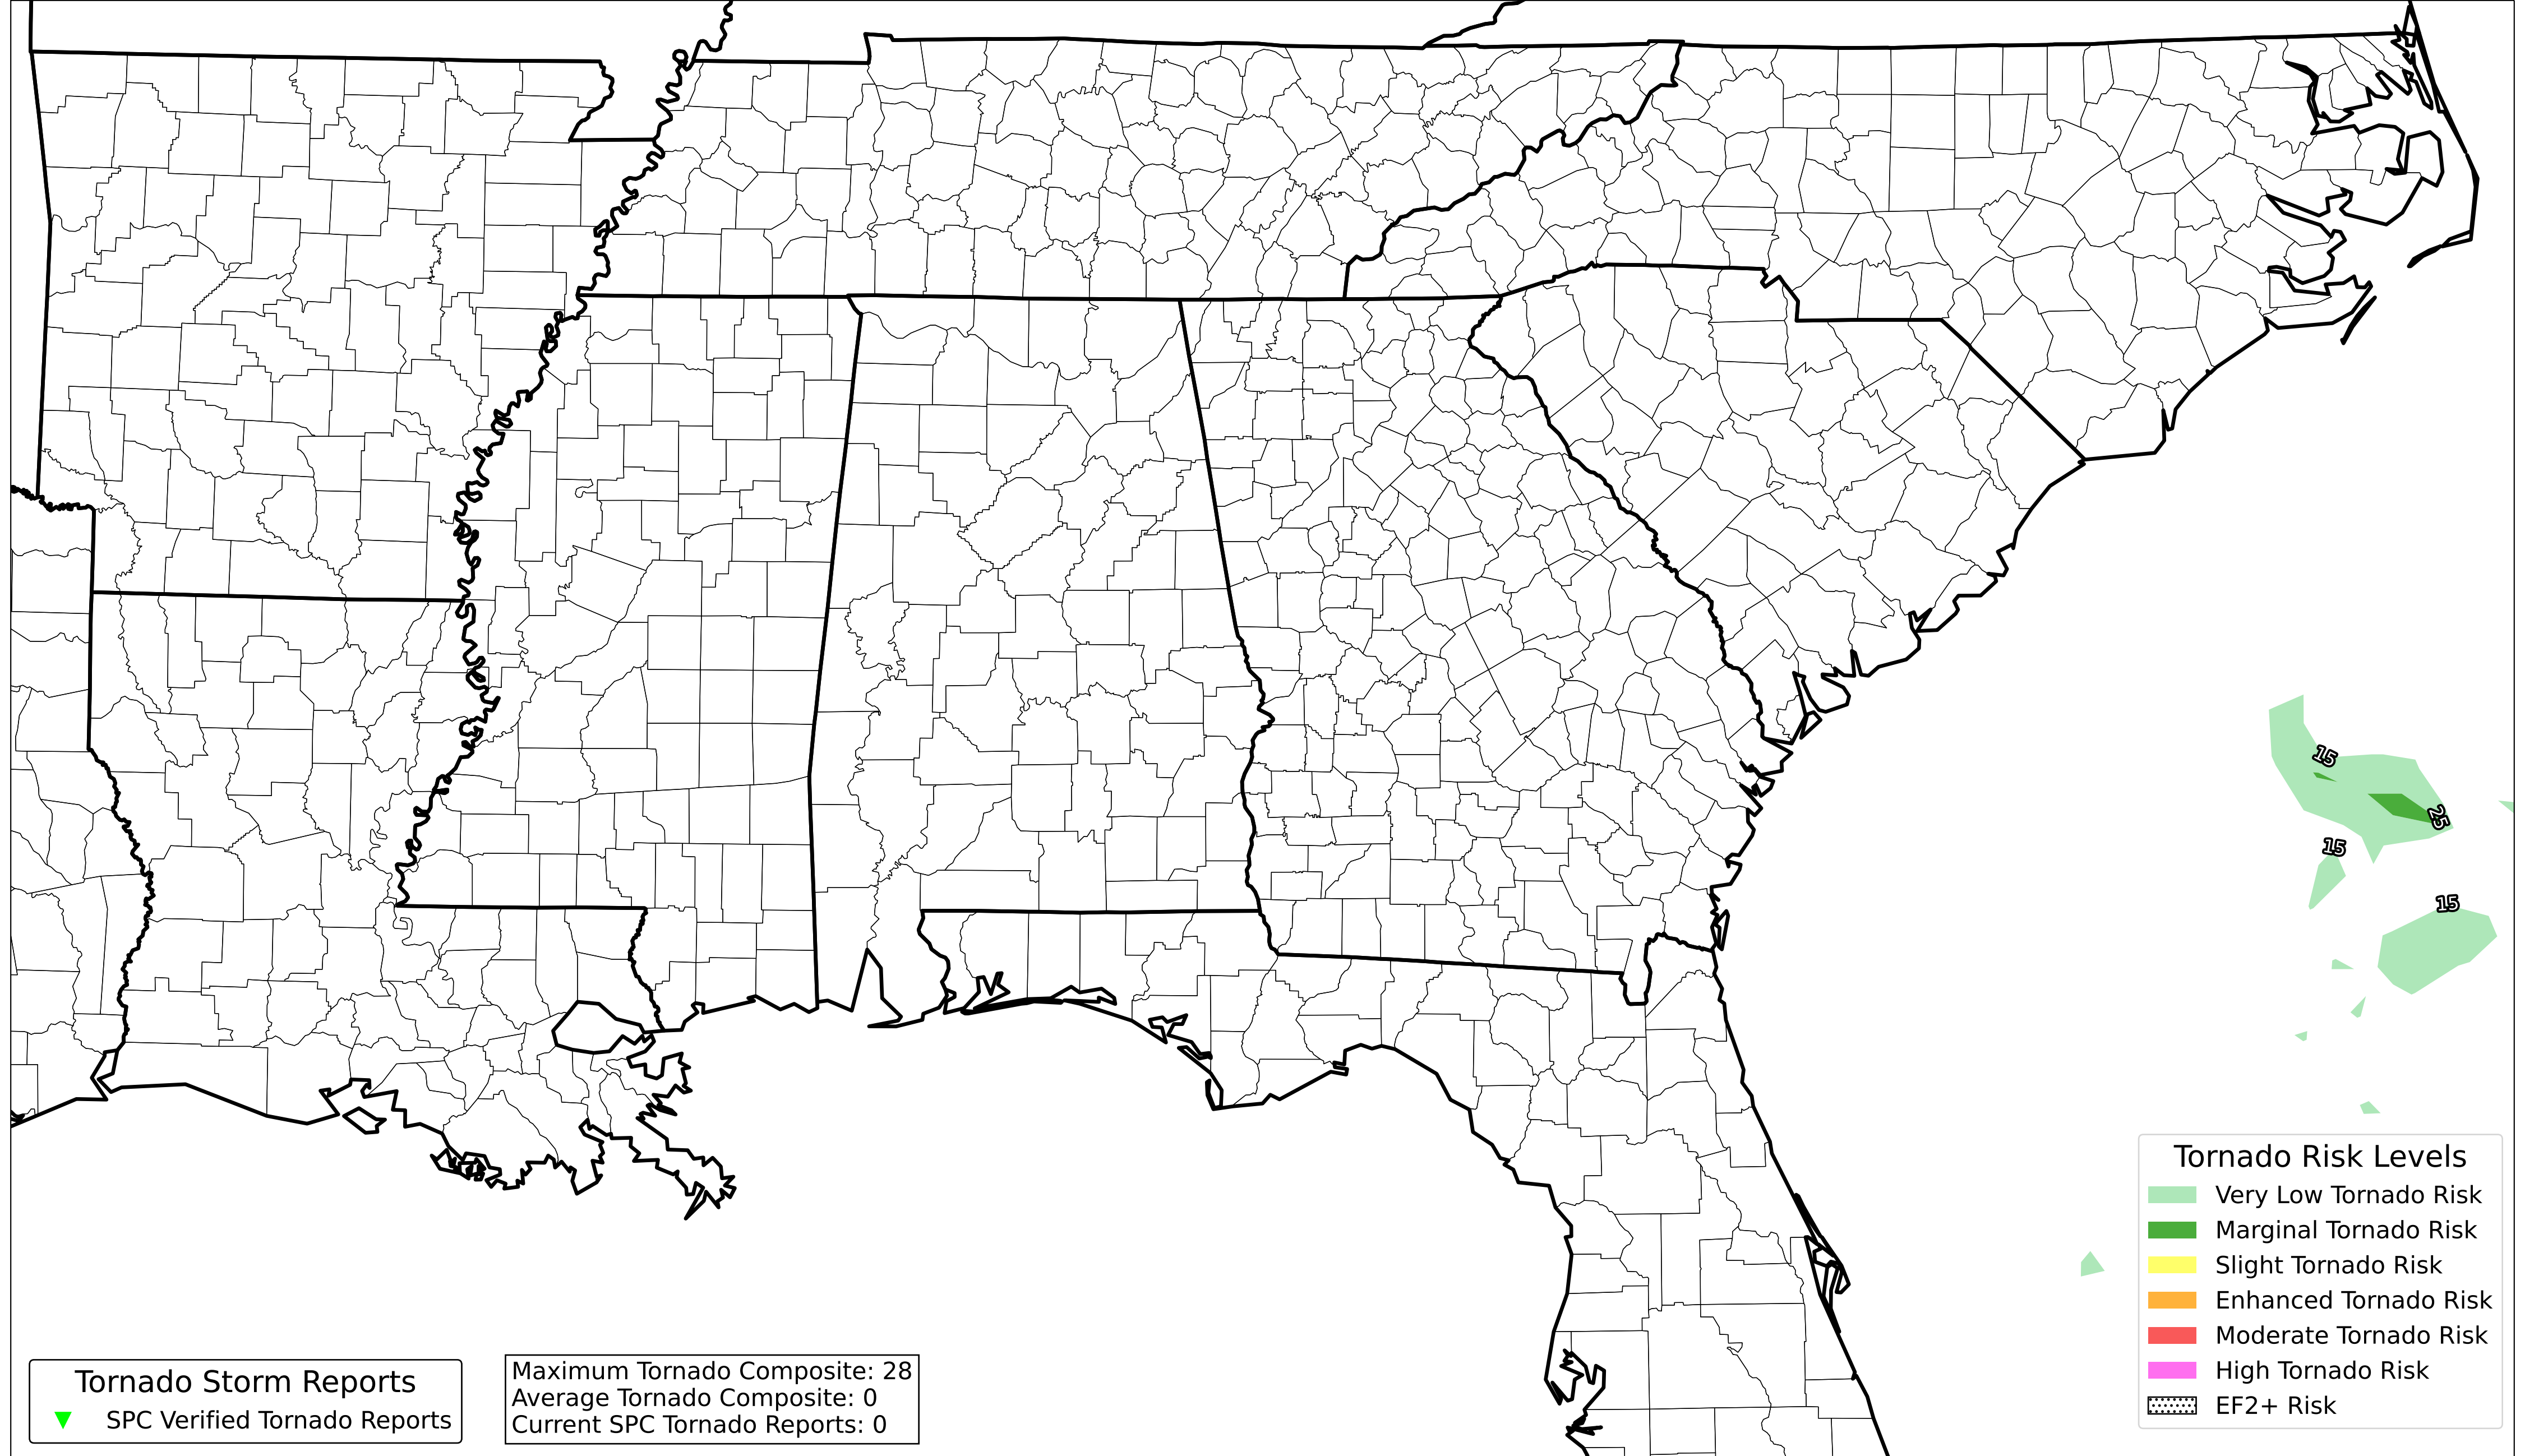 15
25
15
15
Tornado Risk Levels
Very Low Tornado Risk
Marginal Tornado Risk
Slight Tornado Risk
Enhanced Tornado Risk
Moderate Tornado Risk
High Tornado Risk
EF2+ Risk
Tornado Storm Reports
SPC Verified Tornado Reports
Maximum Tornado Composite: 28
Average Tornado Composite: 0
Current SPC Tornado Reports: 0